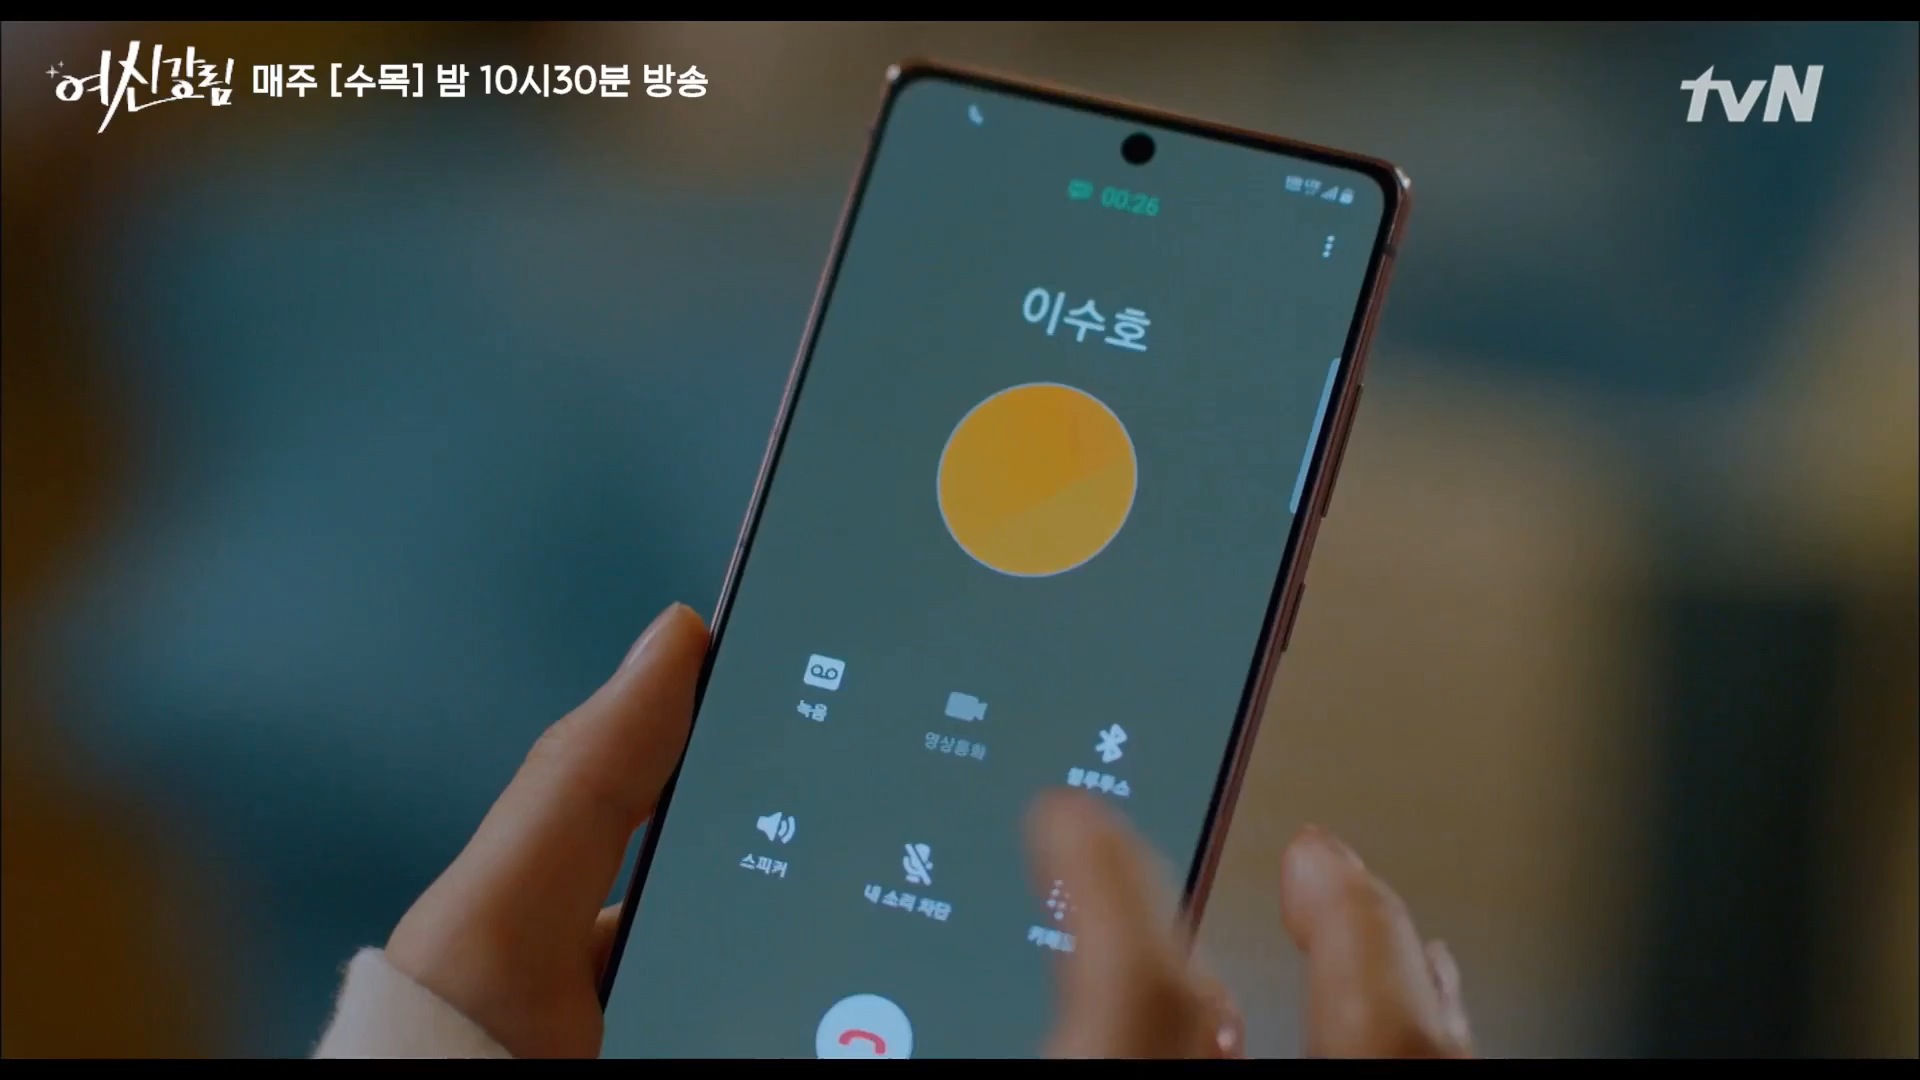 여신강림 매주 [수목] 밤 10시30분 방송
tvN
00:26
이수호
녹음
영상통화
블루투스
스피커
내 소리 차단